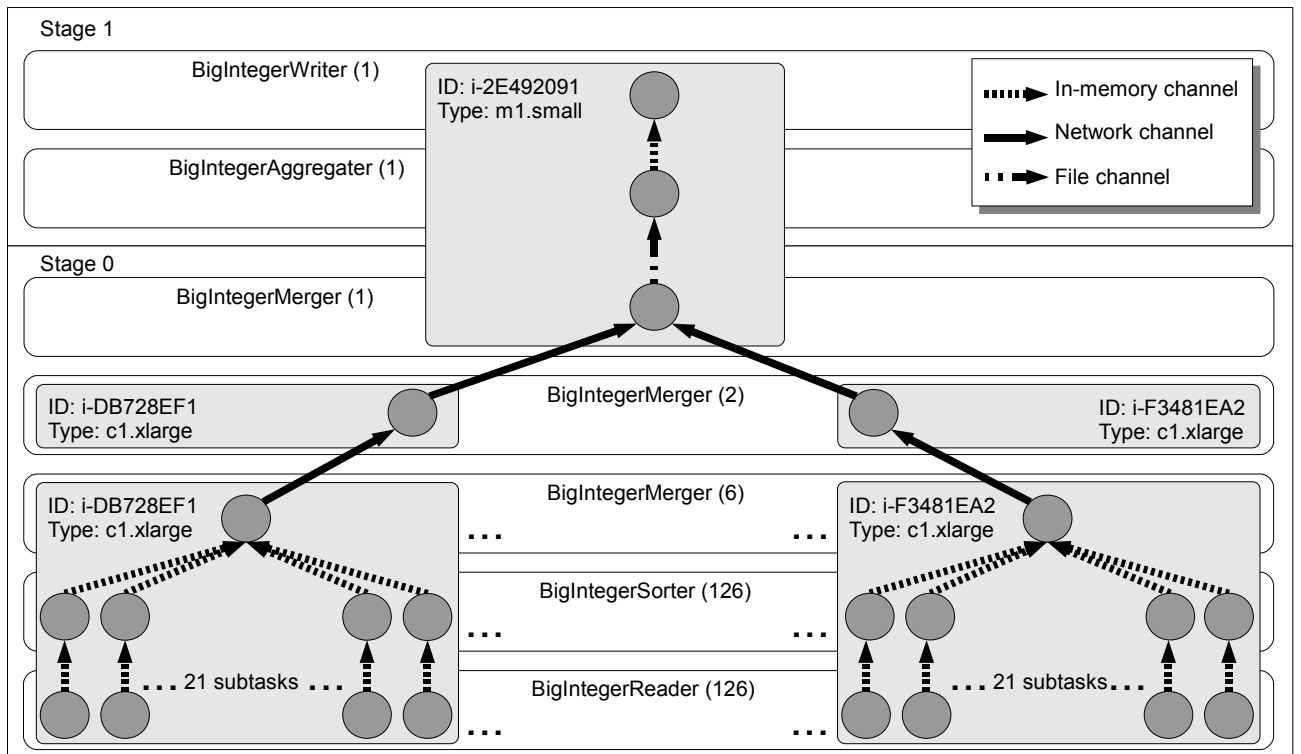 Stage 1
BigIntegerWriter (1)
ID: i-2E492091
Type: m1.small
In-memory channel
Network channel
File channel
BigIntegerAggregater (1)
Stage 0
BigIntegerMerger (1)
ID: i-DB728EF1
Type: c1.xlarge
BigIntegerMerger (2)
ID: i-F3481EA2
Type: c1.xlarge
ID: i-DB728EF1
Type: c1.xlarge
BigIntegerMerger (6)
ID: i-F3481EA2
Type: c1.xlarge
... ...
BigIntegerSorter (126)
... ...
... 21 subtasks ...
BigIntegerReader (126)
... 21 subtasks...
... ...